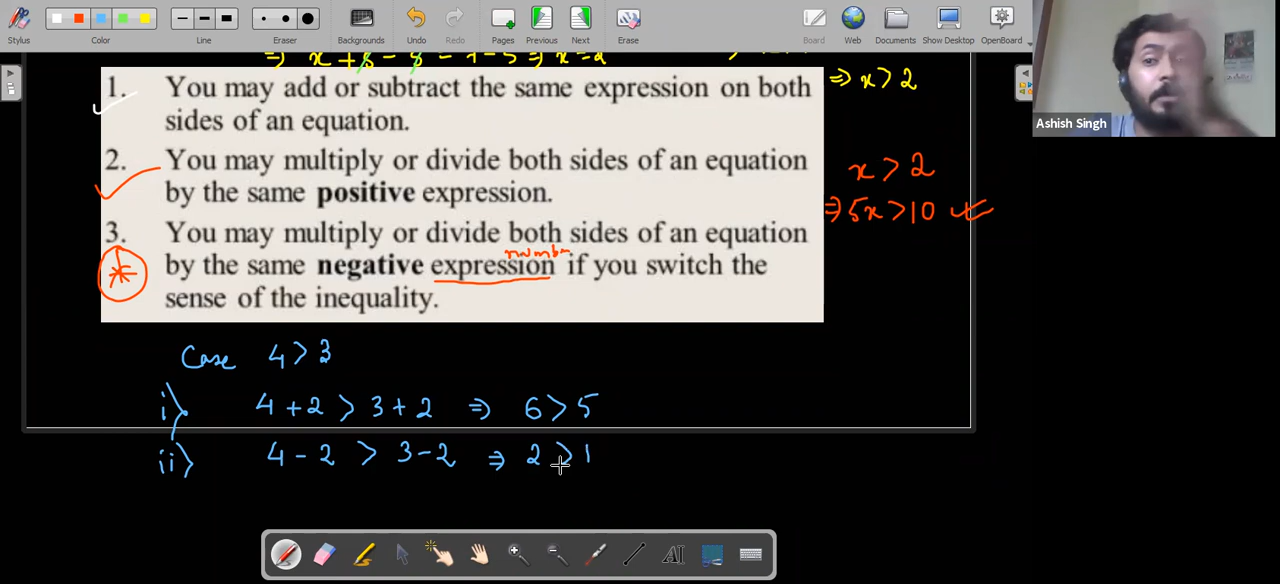 Stylus Color Line Eraser Backgrounds Undo Redo Pages Previous Next Erase Board Web Documents Show Desktop OpenBoard
⇒ x > 2
1. You may add or subtract the same expression on both
sides of an equation.
2. You may multiply or divide both sides of an equation
by the same positive expression.
3. You may multiply or divide both sides of an equation
number
by the same negative expression if you switch the
sense of the inequality.
x > 2
⇒ 5x > 10
Case 4 > 3
i) 4 + 2 > 3 + 2 ⇒ 6 > 5
ii) 4 - 2 > 3 - 2 ⇒ 2 > 1
Ashish Singh
AI